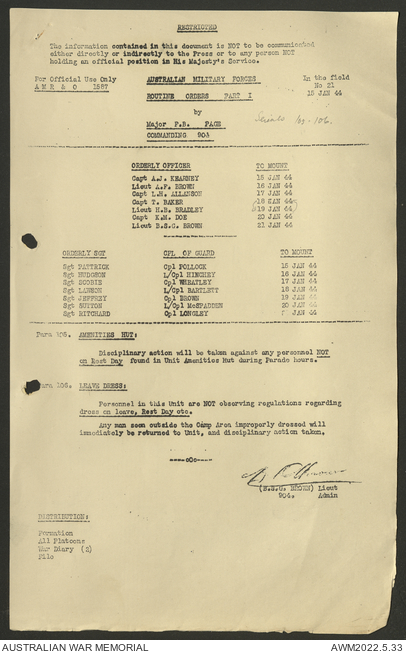 RESTRICTED
The information contained in this document is NOT to be communicated
either directly or indirectly to the Press or to any person NOT
holding an official position in His Majesty's Service.
For Official Use Only AUSTRALIAN MILITARY FORCES In the field
A M R & O 1587 No 21
ROUTINE ORDERS PART I 15 JAN 44
by
Major P.B. PAGE
COMMANDING 904
ORDERLY OFFICER TO MOUNT
Capt A.J. KEARNEY 15 JAN 44
Lieut A.F. BROWN 16 JAN 44
Capt L.H. ALLANSON 17 JAN 44
Capt T. BAKER 18 JAN 44
Lieut H.B. BRADLEY 19 JAN 44
Capt K.M. DOE 20 JAN 44
Lieut B.S.G. BROWN 21 JAN 44
ORDERLY SGT CPL OF GUARD TO MOUNT
Sgt PATTRICK Cpl POLLOCK 15 JAN 44
Sgt HUDGSON L/Cpl HINCHEY 16 JAN 44
Sgt SCOBIE Cpl WHEATLEY 17 JAN 44
Sgt LAWSON L/Cpl BARTLETT 18 JAN 44
Sgt JEFFREY Cpl BROWN 19 JAN 44
Sgt SUTTON L/Cpl McSPADDEN 20 JAN 44
Sgt RITCHARD Cpl LONGLEY JAN 44
Para 105. AMENITIES HUT:
Disciplinary action will be taken against any personnel NOT
on Rest Day found in Unit Amenities Hut during Parade hours.
Para 106. LEAVE DRESS:
Personnel in this Unit are NOT observing regulations regarding
dress on leave, Rest Day etc.
Any man seen outside the Camp Area improperly dressed will
immediately be returned to Unit, and disciplinary action taken.
----oOo----
(B.S.G. BROWN) Lieut
904. Admin
DISTRIBUTION:
Formation
All Platoons
War Diary (2)
File
AUSTRALIAN WAR MEMORIAL AWM2022.5.33